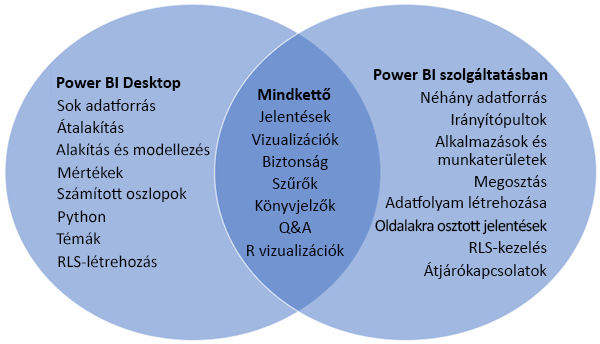 Power BI Desktop
Sok adatforrás
Átalakítás
Alakítás és modellezés
Mértékek
Számított oszlopok
Python
Témák
RLS-létrehozás
Mindkettő
Jelentések
Vizualizációk
Biztonság
Szűrők
Könyvjelzők
Q&A
R vizualizációk
Power BI szolgáltatásban
Néhány adatforrás
Irányítópultok
Alkalmazások és
munkaterületek
Megosztás
Adatfolyam létrehozása
Oldalakra osztott jelentések
RLS-kezelés
Átjárókapcsolatok